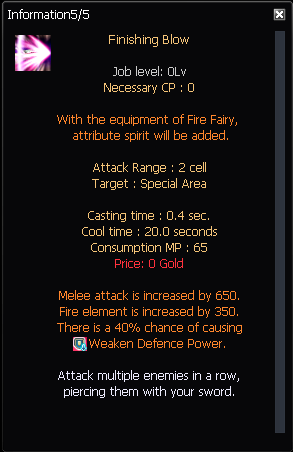 Information5/5
Finishing Blow
Job level: 0Lv
Necessary CP : 0
With the equipment of Fire Fairy,
attribute spirit will be added.
Attack Range : 2 cell
Target : Special Area
Casting time : 0.4 sec.
Cool time : 20.0 seconds
Consumption MP : 65
Price: 0 Gold
Melee attack is increased by 650.
Fire element is increased by 350.
There is a 40% chance of causing
Weaken Defence Power.
Attack multiple enemies in a row,
piercing them with your sword.